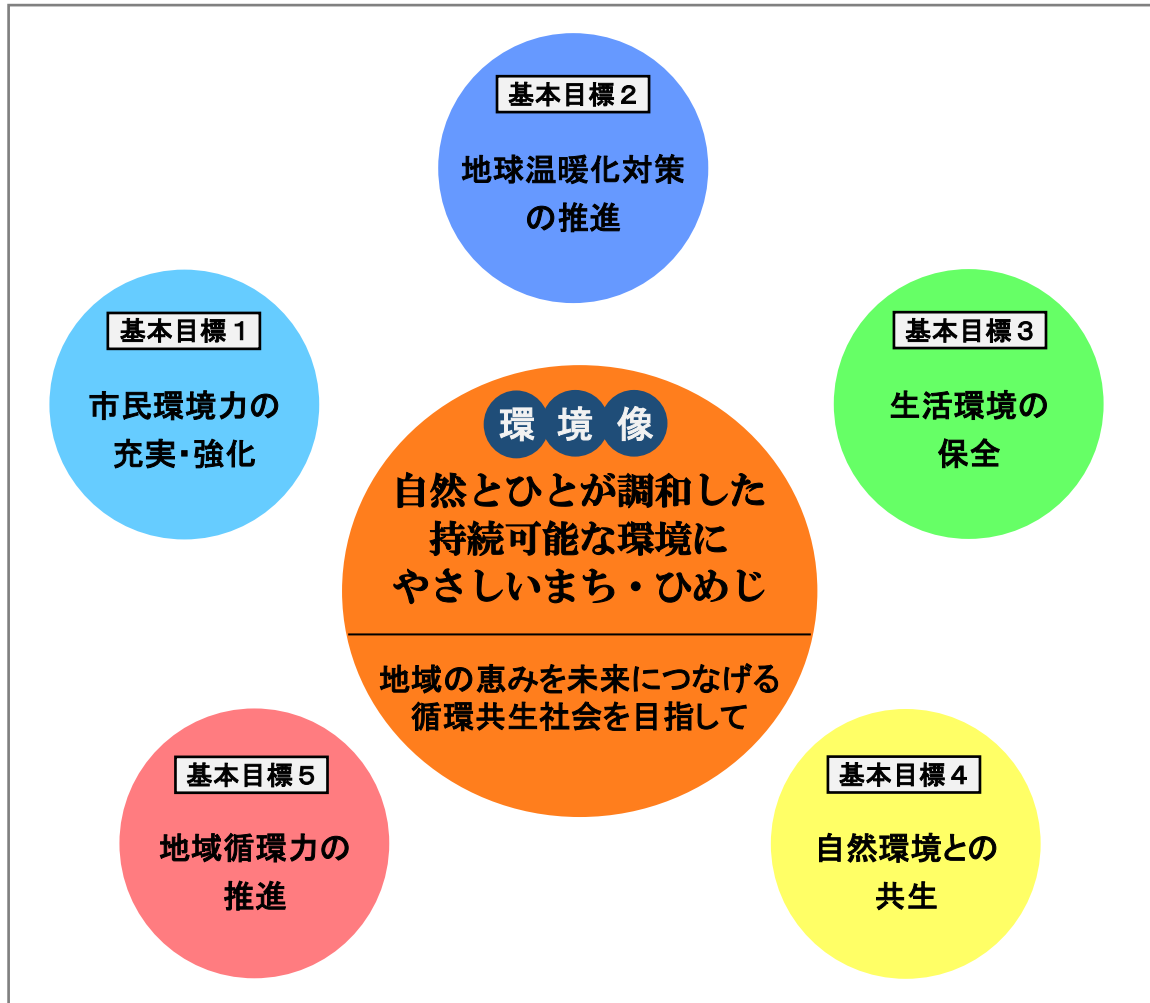 基本目標２
地球温暖化対策
の推進
基本目標１
市民環境力の
充実・強化
基本目標３
生活環境の
保全
環境像
自然とひとが調和した
持続可能な環境に
やさしいまち・ひめじ
地域の恵みを未来につなげる
循環共生社会を目指して
基本目標５
地域循環力の
推進
基本目標４
自然環境との
共生